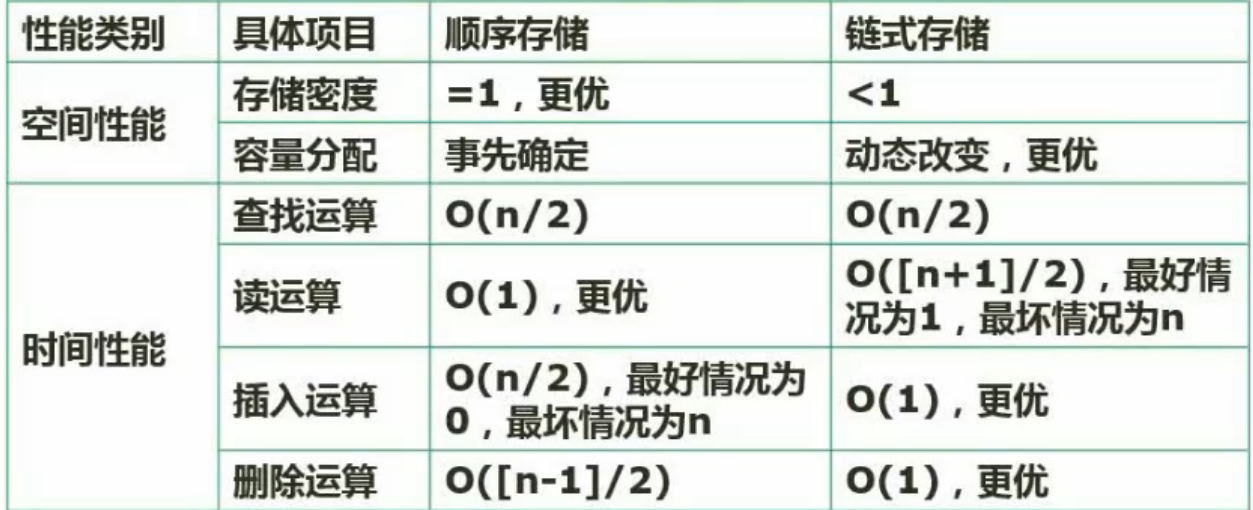 性能类别 具体项目 顺序存储 链式存储
空间性能
存储密度 =1，更优 <1
容量分配 事先确定 动态改变，更优
时间性能
查找运算 O(n/2) O(n/2)
读运算 O(1)，更优 O([n+1]/2)，最好情
况为1，最坏情况为n
插入运算 O(n/2)，最好情况为
0，最坏情况为n O(1)，更优
删除运算 O([n-1]/2) O(1)，更优